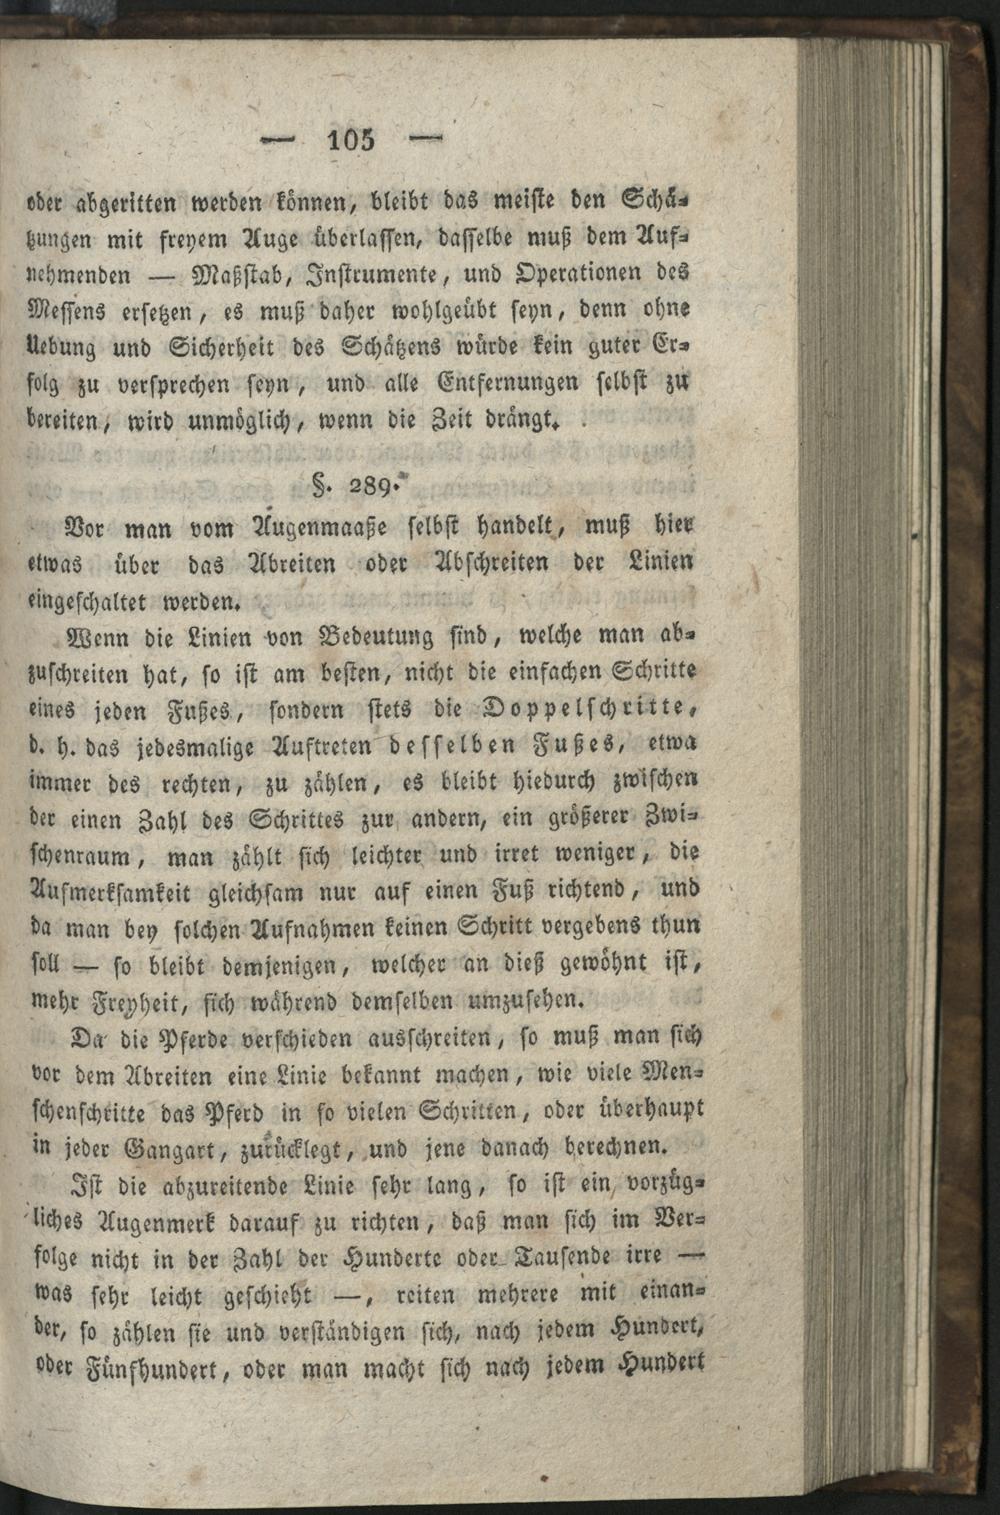 — 105 —
oder abgeritten werden können, bleibt das meiste den Schä-
tzungen mit freyem Auge überlassen, dasselbe muß dem Auf-
nehmenden — Maßstab, Instrumente, und Operationen des
Messens ersetzen, es muß daher wohlgeübt seyn, denn ohne
Uebung und Sicherheit des Schätzens würde kein guter Er-
folg zu versprechen seyn, und alle Entfernungen selbst zu
bereiten, wird unmöglich, wenn die Zeit drängt.
§. 289.
Vor man vom Augenmaaße selbst handelt, muß hier
etwas über das Abreiten oder Abschreiten der Linien
eingeschaltet werden.
Wenn die Linien von Bedeutung sind, welche man ab-
zuschreiten hat, so ist am besten, nicht die einfachen Schritte
eines jeden Fußes, sondern stets die Doppelschritte,
d. h. das jedesmalige Auftreten desselben Fußes, etwa
immer des rechten, zu zählen, es bleibt hiedurch zwischen
der einen Zahl des Schrittes zur andern, ein größerer Zwi-
schenraum, man zählt sich leichter und irret weniger, die
Aufmerksamkeit gleichsam nur auf einen Fuß richtend, und
da man bey solchen Aufnahmen keinen Schritt vergebens thun
soll — so bleibt demjenigen, welcher an dieß gewöhnt ist,
mehr Freyheit, sich während demselben umzusehen.
Da die Pferde verschieden ausschreiten, so muß man sich
vor dem Abreiten eine Linie bekannt machen, wie viele Men-
schenschritte das Pferd in so vielen Schritten, oder überhaupt
in jeder Gangart, zurücklegt, und jene danach berechnen.
Ist die abzureitende Linie sehr lang, so ist ein vorzüg-
liches Augenmerk darauf zu richten, daß man sich im Ver-
folge nicht in der Zahl der Hunderte oder Tausende irre —
was sehr leicht geschieht —, reiten mehrere mit einan-
der, so zählen sie und verständigen sich, nach jedem Hundert,
oder Fünfhundert, oder man macht sich nach jedem Hundert